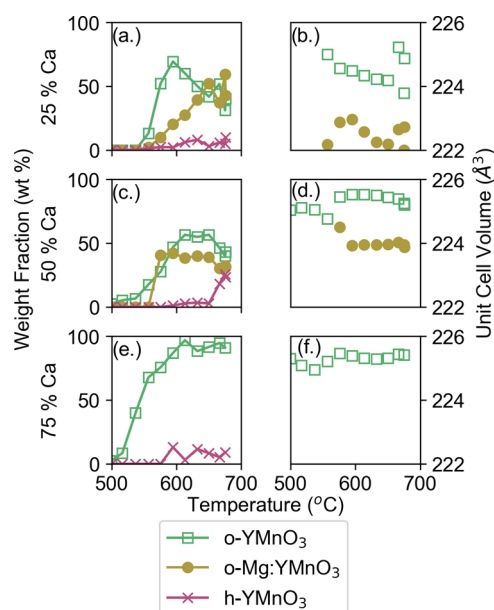 (a.)
(b.)
(c.)
(d.)
(e.)
(f.)
25 % Ca
50 % Ca
75 % Ca
Weight Fraction (wt %)
Unit Cell Volume (Å³)
100
50
0
100
50
0
100
50
0
226
224
222
226
224
222
226
224
222
500 600 700
500 600 700
Temperature (°C)
o-YMnO₃
o-Mg:YMnO₃
h-YMnO₃